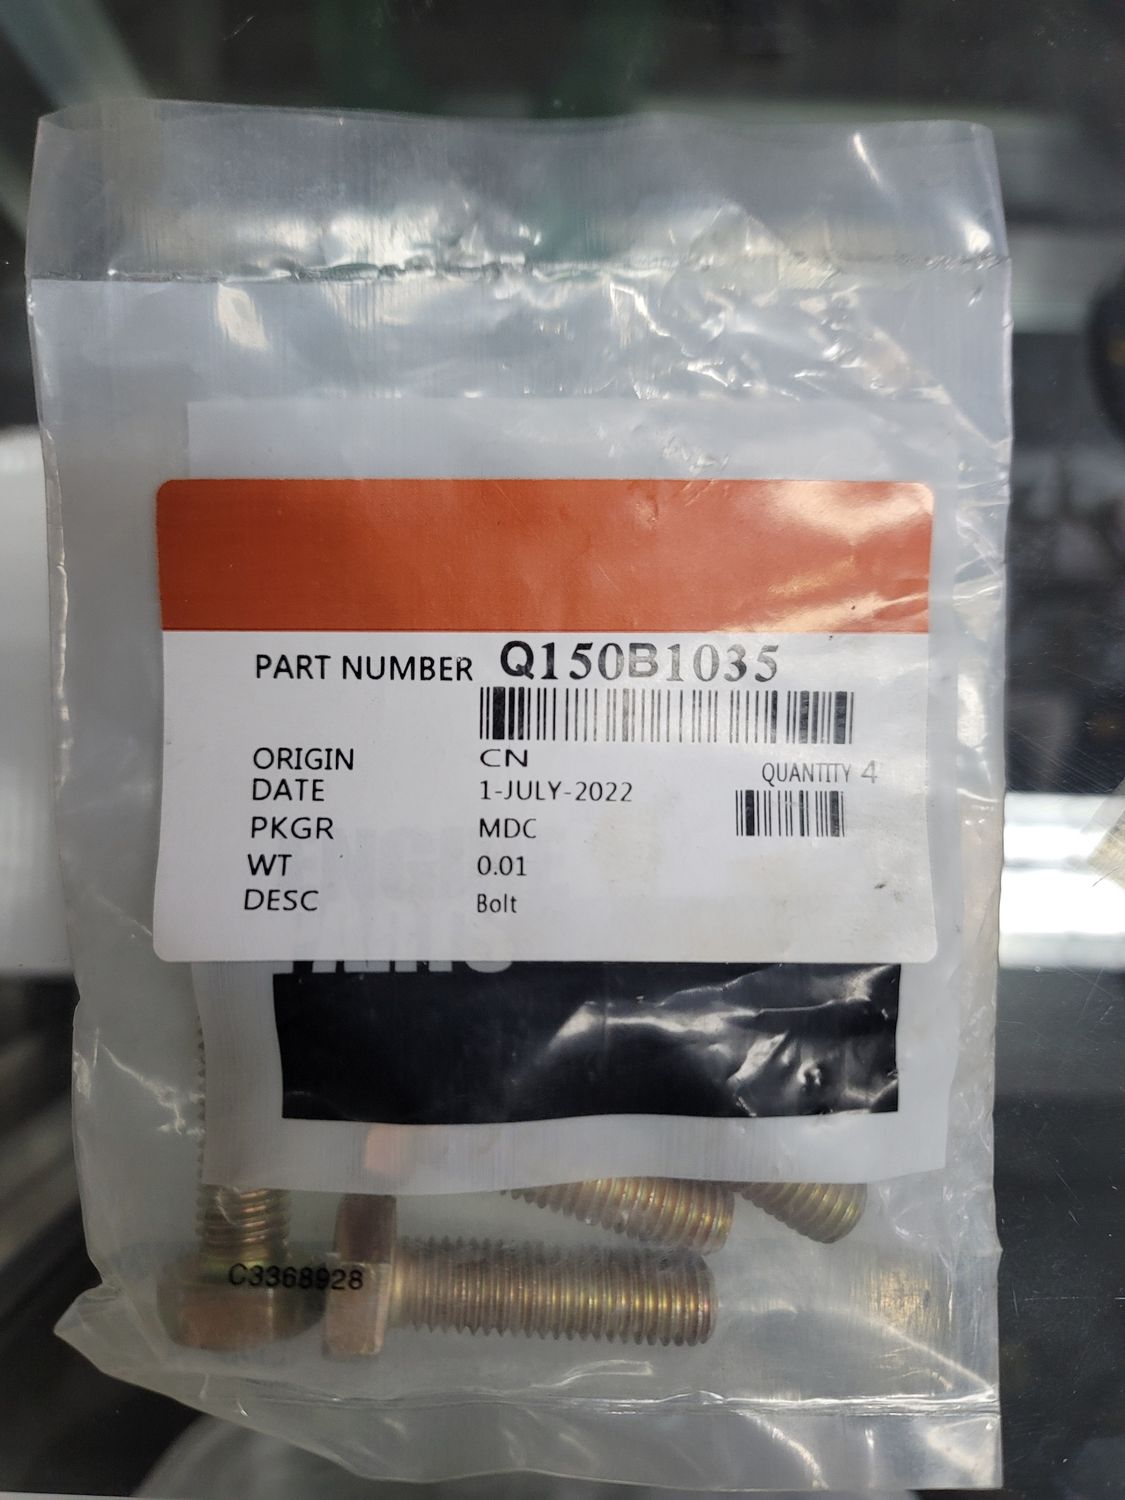 PART NUMBER Q150B1035
ORIGIN CN
DATE 1-JULY-2022
QUANTITY 4
PKGR MDC
WT 0.01
DESC Bolt
C3368928